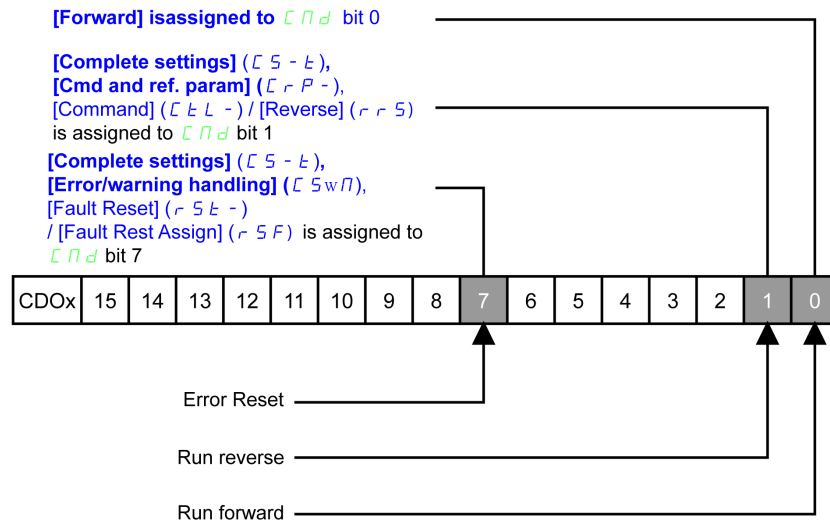 [Forward] isassigned to CMd bit 0
[Complete settings] (CS-t),
[Cmd and ref. param] (CrP-),
[Command] (CtL-) / [Reverse] (rrS)
is assigned to CMd bit 1
[Complete settings] (CS-t),
[Error/warning handling] (CSwM),
[Fault Reset] (rSt-)
/ [Fault Rest Assign] (rSF) is assigned to
CMd bit 7
CDOx 15 14 13 12 11 10 9 8 7 6 5 4 3 2 1 0
Error Reset
Run reverse
Run forward